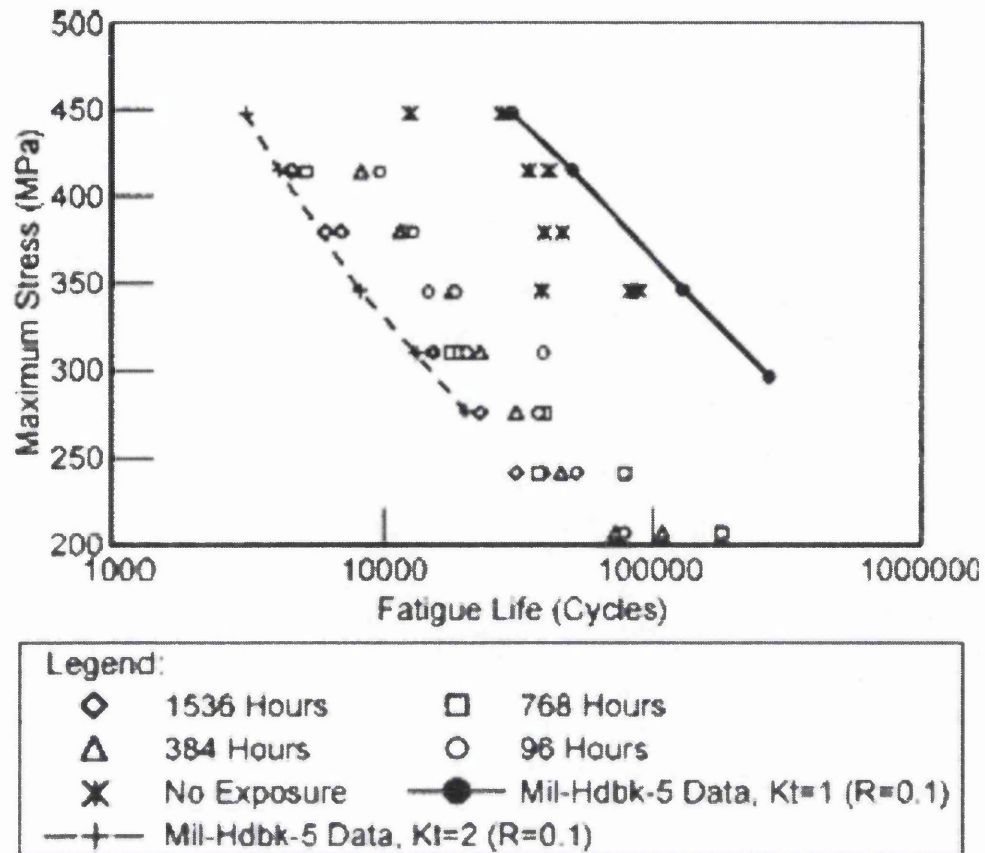 500
450
400
350
300
250
200
Maximum Stress (MPa)
1000
10000
100000
1000000
Fatigue Life (Cycles)
Legend:
1536 Hours
768 Hours
384 Hours
96 Hours
No Exposure
Mil-Hdbk-5 Data, Kt=1 (R=0.1)
Mil-Hdbk-5 Data, Kt=2 (R=0.1)